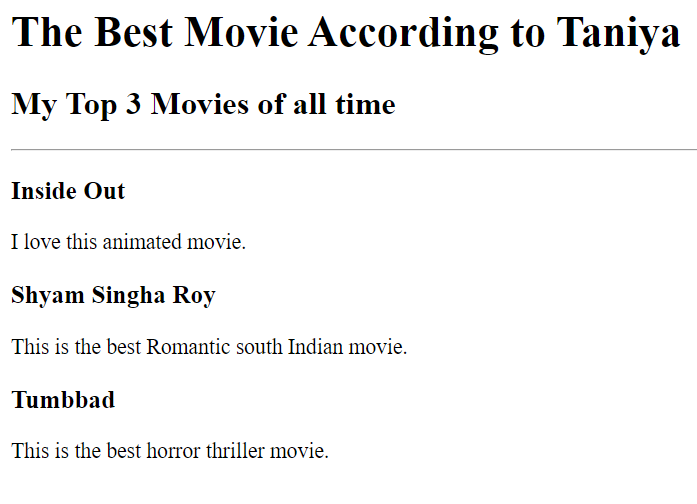 The Best Movie According to Taniya
My Top 3 Movies of all time
Inside Out
I love this animated movie.
Shyam Singha Roy
This is the best Romantic south Indian movie.
Tumbbad
This is the best horror thriller movie.